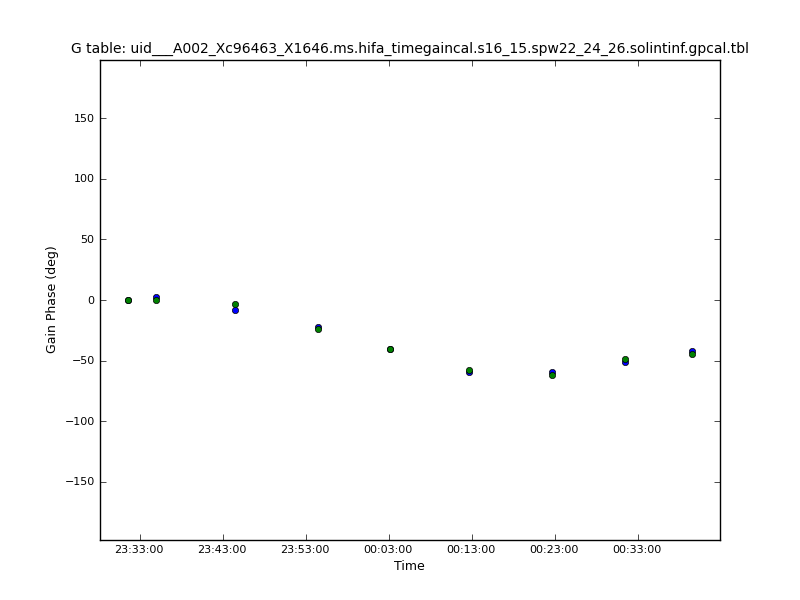 G table: uid___A002_Xc96463_X1646.ms.hifa_timegaincal.s16_15.spw22_24_26.solintinf.gpcal.tbl
150
100
50
0
−50
−100
−150
Gain Phase (deg)
23:33:00 23:43:00 23:53:00 00:03:00 00:13:00 00:23:00 00:33:00
Time